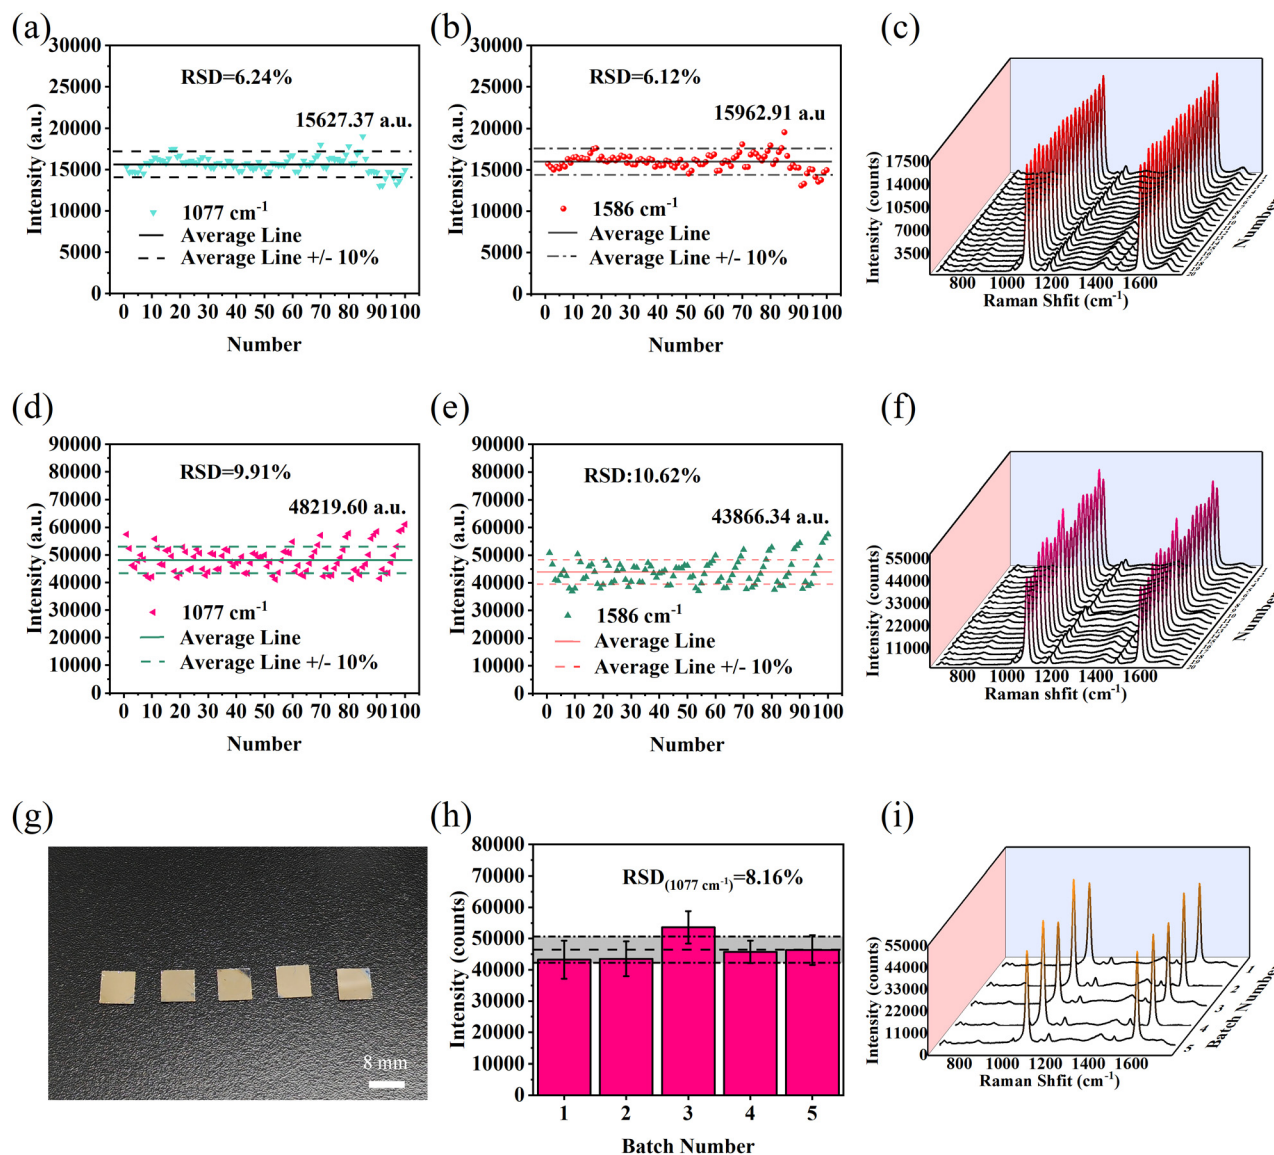 (a)
30000
25000
20000
15000
10000
5000
0
Intensity (a.u.)
RSD=6.24%
15627.37 a.u.
1077 cm-1
Average Line
Average Line +/- 10%
0 10 20 30 40 50 60 70 80 90 100
Number
(b)
30000
25000
20000
15000
10000
5000
0
Intensity (a.u.)
RSD=6.12%
15962.91 a.u
1586 cm-1
Average Line
Average Line +/- 10%
0 10 20 30 40 50 60 70 80 90 100
Number
(c)
17500
14000
10500
7000
3500
Intensity (counts)
800 1000 1200 1400 1600
Raman Shfit (cm-1)
Number
(d)
90000
80000
70000
60000
50000
40000
30000
20000
10000
0
Intensity (a.u.)
RSD=9.91%
48219.60 a.u.
1077 cm-1
Average Line
Average Line +/- 10%
0 10 20 30 40 50 60 70 80 90 100
Number
(e)
90000
80000
70000
60000
50000
40000
30000
20000
10000
0
Intensity (a.u.)
RSD:10.62%
43866.34 a.u.
1586 cm-1
Average Line
Average Line +/- 10%
0 10 20 30 40 50 60 70 80 90 100
Number
(f)
55000
44000
33000
22000
11000
Intensity (counts)
800 1000 1200 1400 1600
Raman shfit (cm-1)
Number
(g)
8 mm
(h)
80000
70000
60000
50000
40000
30000
20000
10000
0
Intensity (counts)
RSD(1077 cm-1)=8.16%
1 2 3 4 5
Batch Number
(i)
55000
44000
33000
22000
11000
0
Intensity (counts)
800 1000 1200 1400 1600
Raman Shfit (cm-1)
1
2
3
4
5
Batch Number